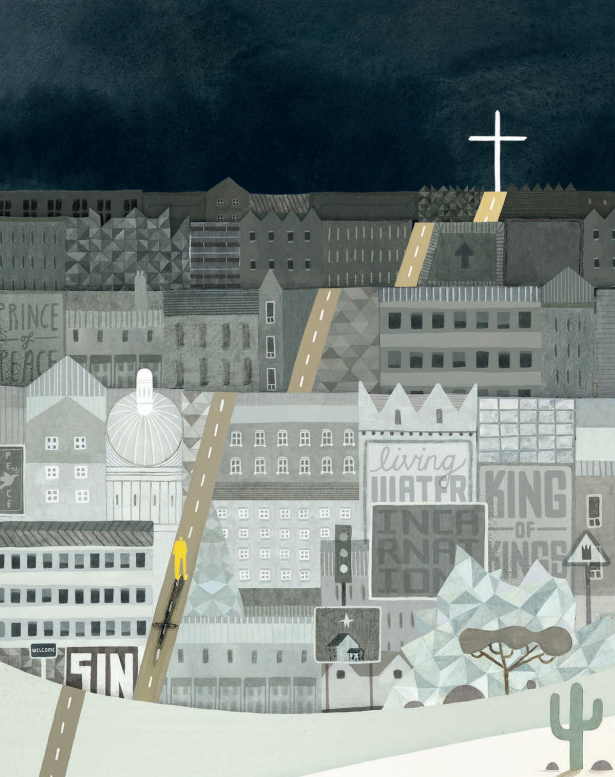 PRINCE
of
PEACE
PEACE
living
WATER
INCA
RNAT
ION
KING
OF
KINGS
WELCOME
SIN